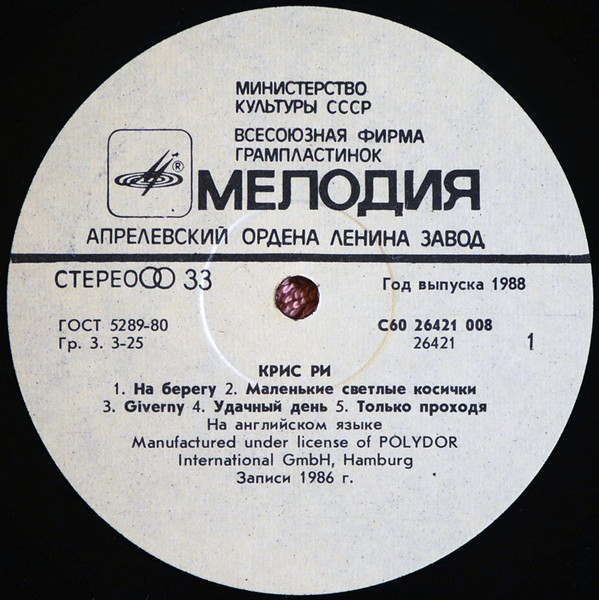 МИНИСТЕРСТВО
КУЛЬТУРЫ СССР
ВСЕСОЮЗНАЯ ФИРМА
ГРАМПЛАСТИНОК
®
МЕЛОДИЯ
АПРЕЛЕВСКИЙ ОРДЕНА ЛЕНИНА ЗАВОД
СТЕРЕО 33
Год выпуска 1988
ГОСТ 5289-80
Гр. 3. 3-25
С60 26421 008
26421
1
КРИС РИ
1. На берегу 2. Маленькие светлые косички
3. Giverny 4. Удачный день 5. Только проходя
На английском языке
Manufactured under license of POLYDOR
International GmbH, Hamburg
Записи 1986 г.